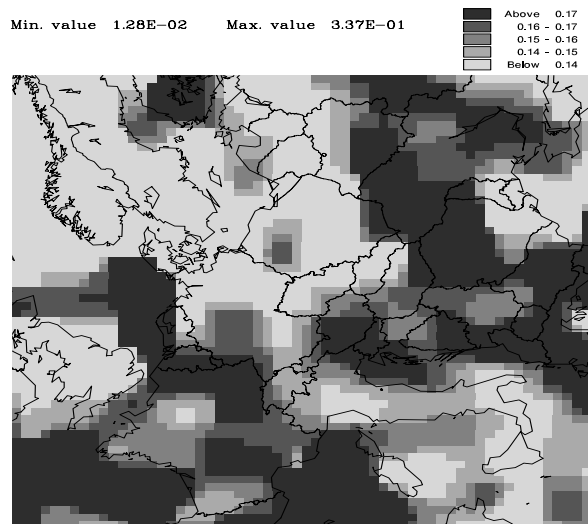 Min. value 1.28E-02 Max. value 3.37E-01
Above 0.17
0.16 - 0.17
0.15 - 0.16
0.14 - 0.15
Below 0.14